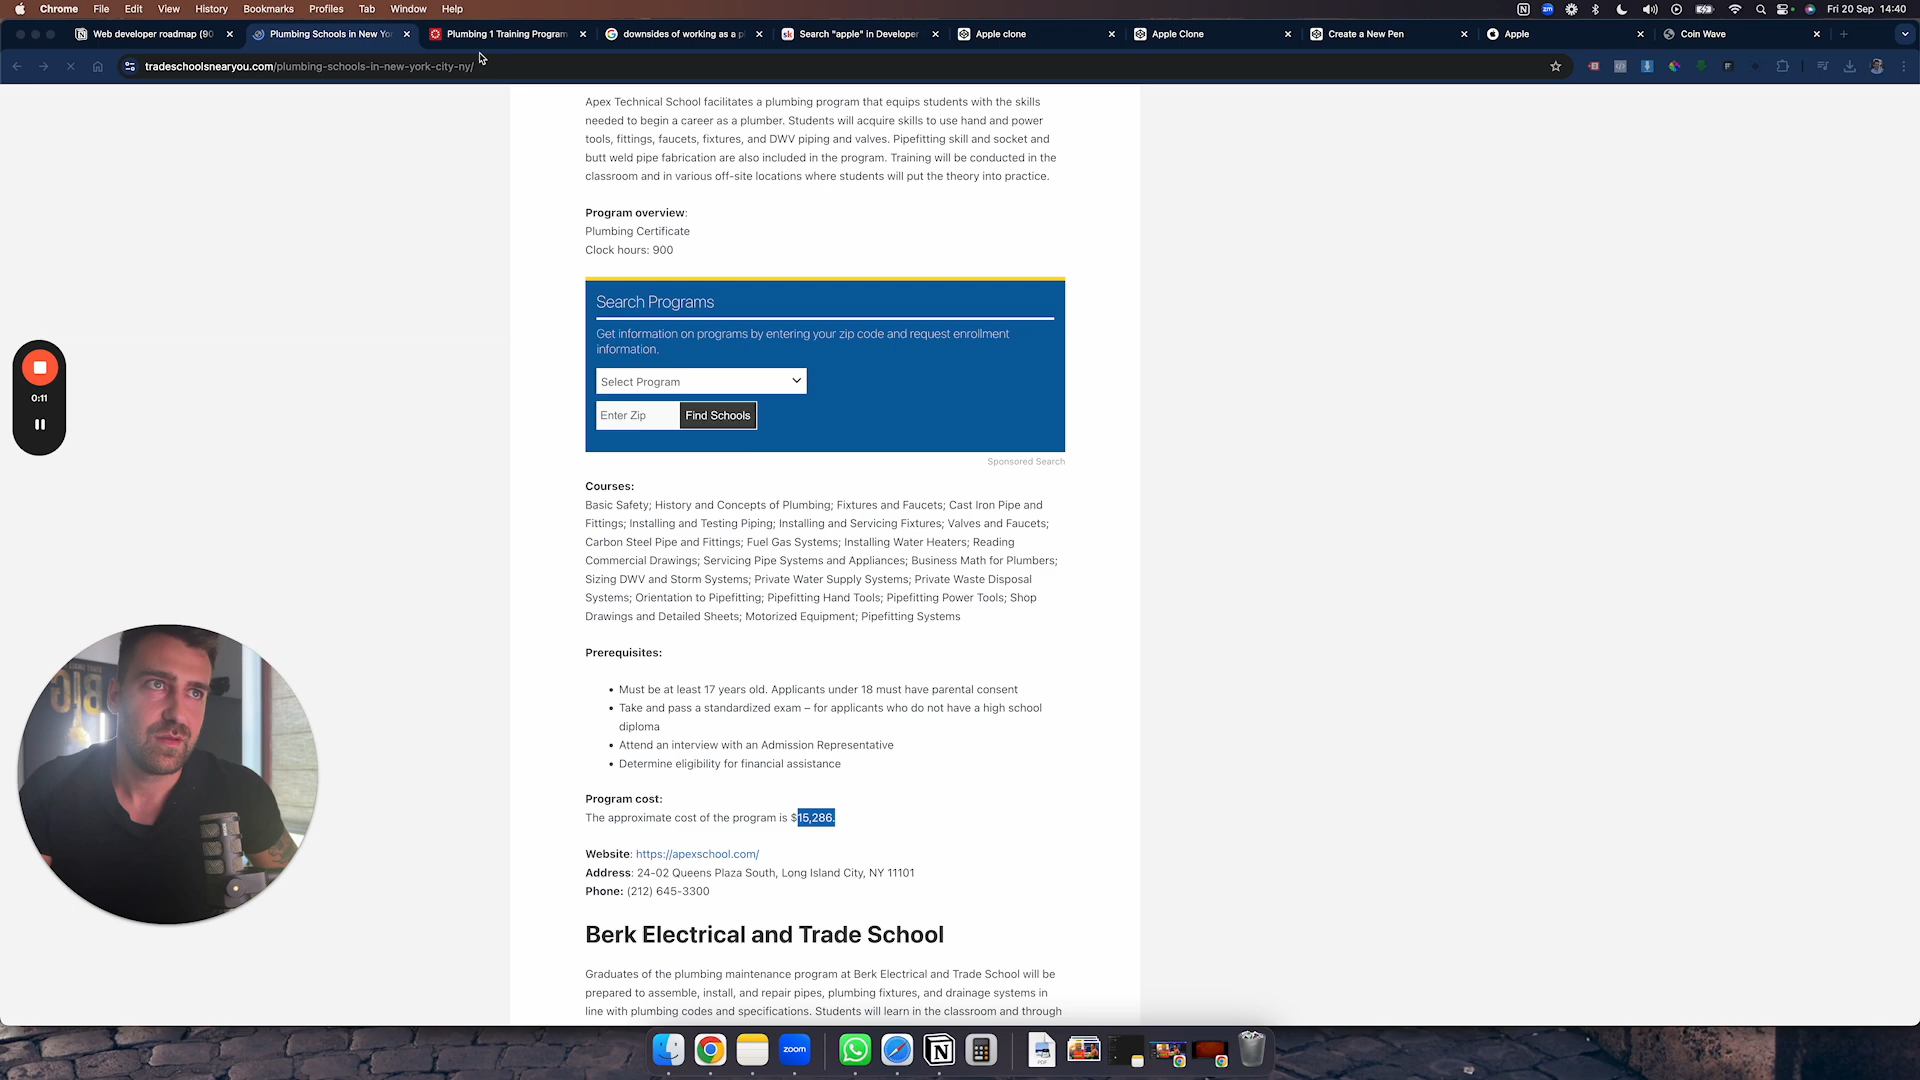 Chrome File Edit View History Bookmarks Profiles Tab Window Help
Fri 20 Sep 14:40
Web developer roadmap (90
Plumbing Schools in New Yo
Plumbing 1 Training Program
downsides of working as a pl
Search "apple" in Developer
Apple clone
Apple Clone
Create a New Pen
Apple
Coin Wave
tradeschoolsnearyou.com/plumbing-schools-in-new-york-city-ny/
Apex Technical School facilitates a plumbing program that equips students with the skills
needed to begin a career as a plumber. Students will acquire skills to use hand and power
tools, fittings, faucets, fixtures, and DWV piping and valves. Pipefitting skill and socket and
butt weld pipe fabrication are also included in the program. Training will be conducted in the
classroom and in various off-site locations where students will put the theory into practice.
Program overview:
Plumbing Certificate
Clock hours: 900
Search Programs
Get information on programs by entering your zip code and request enrollment
information.
Select Program
Enter Zip Find Schools
Sponsored Search
0:11
Courses:
Basic Safety; History and Concepts of Plumbing; Fixtures and Faucets; Cast Iron Pipe and
Fittings; Installing and Testing Piping; Installing and Servicing Fixtures; Valves and Faucets;
Carbon Steel Pipe and Fittings; Fuel Gas Systems; Installing Water Heaters; Reading
Commercial Drawings; Servicing Pipe Systems and Appliances; Business Math for Plumbers;
Sizing DWV and Storm Systems; Private Water Supply Systems; Private Waste Disposal
Systems; Orientation to Pipefitting; Pipefitting Hand Tools; Pipefitting Power Tools; Shop
Drawings and Detailed Sheets; Motorized Equipment; Pipefitting Systems
Prerequisites:
• Must be at least 17 years old. Applicants under 18 must have parental consent
• Take and pass a standardized exam – for applicants who do not have a high school
diploma
• Attend an interview with an Admission Representative
• Determine eligibility for financial assistance
Program cost:
The approximate cost of the program is $15,286.
Website: https://apexschool.com/
Address: 24-02 Queens Plaza South, Long Island City, NY 11101
Phone: (212) 645-3300
Berk Electrical and Trade School
Graduates of the plumbing maintenance program at Berk Electrical and Trade School will be
prepared to assemble, install, and repair pipes, plumbing fixtures, and drainage systems in
line with plumbing codes and specifications. Students will learn in the classroom and through
BIG
zoom
PDF